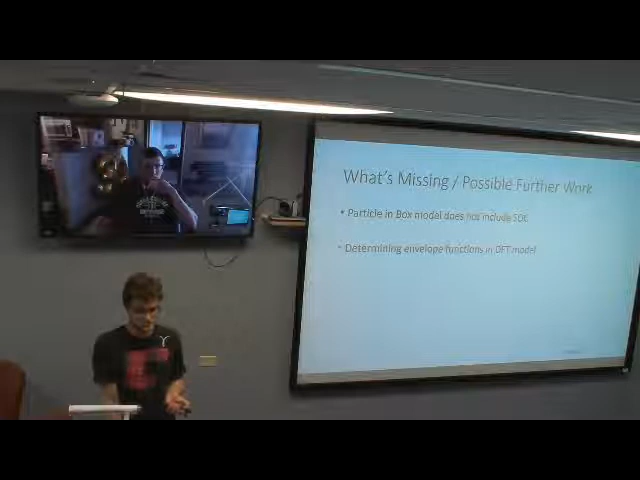 What's Missing / Possible Further Work
• Particle in Box model does not include SOC
• Determining envelope functions in DFT model